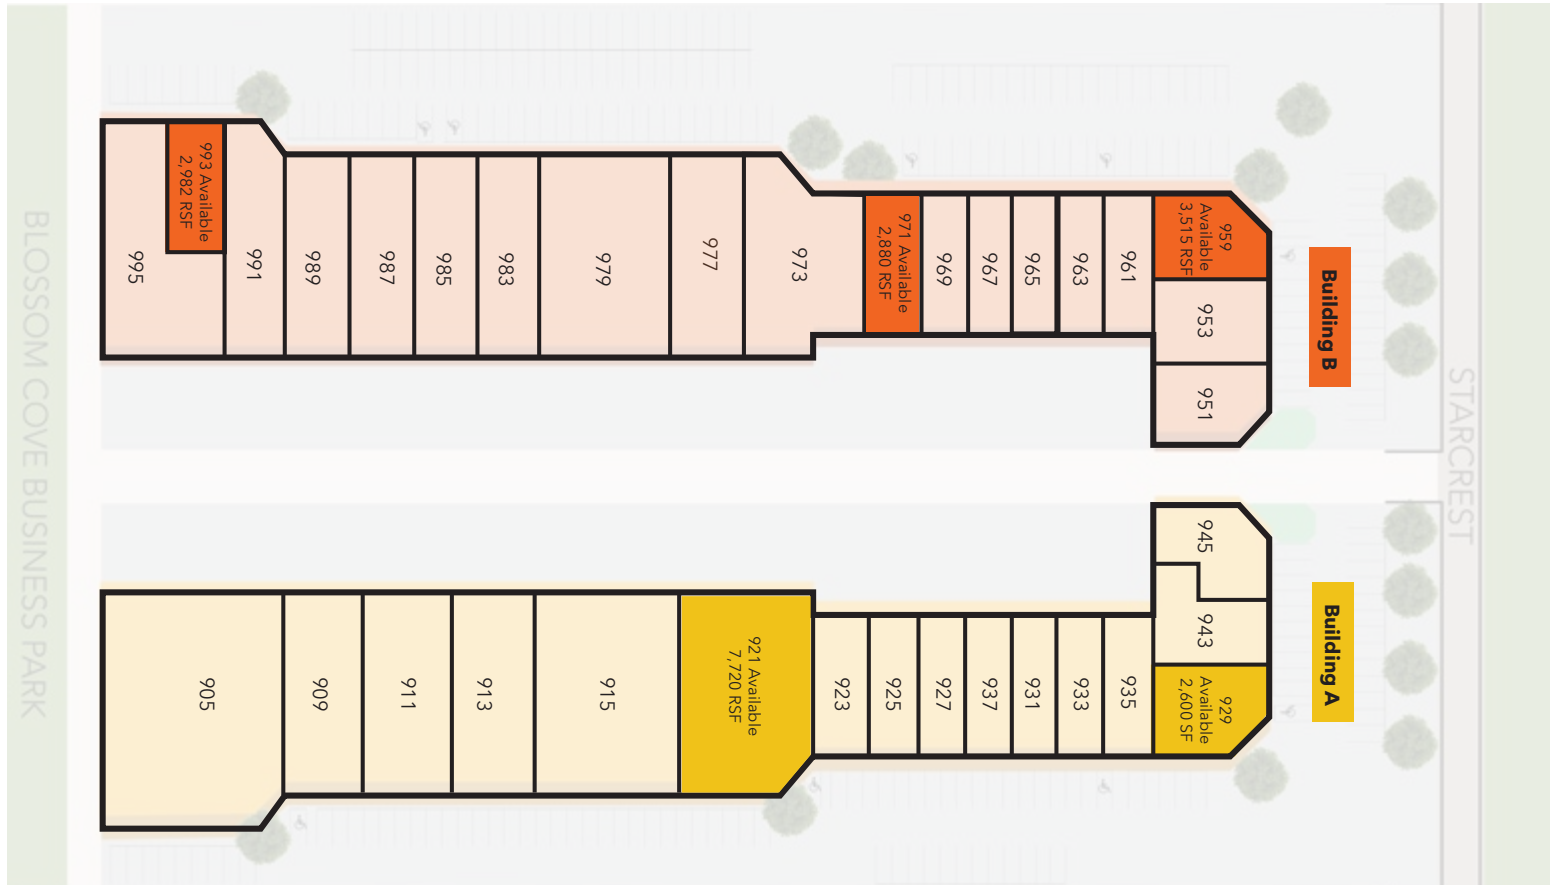 BLOSSOM COVE BUSINESS PARK
995
993 Available
2,982 RSF
991
989
987
985
983
979
977
973
971 Available
2,880 RSF
969
967
965
963
961
959
Available
3,515 RSF
953
951
Building B
STARCREST
945
943
929
Available
2,600 SF
Building A
905
909
911
913
915
921 Available
7,720 RSF
923
925
927
937
931
933
935